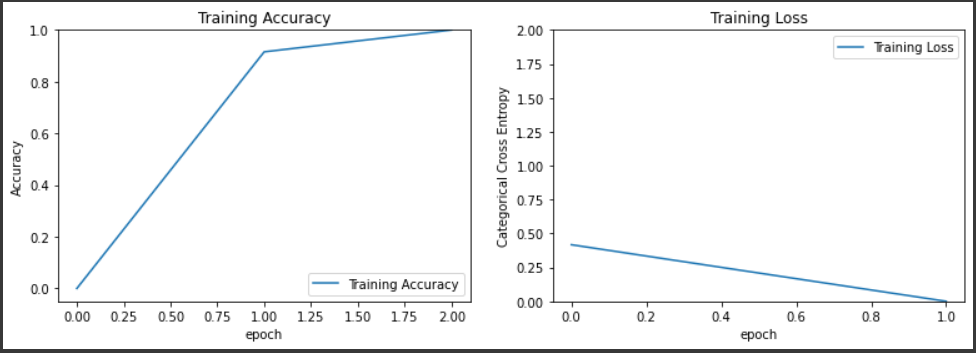 Training Accuracy
1.0
0.8
0.6
0.4
0.2
0.0
Accuracy
Training Accuracy
0.00 0.25 0.50 0.75 1.00 1.25 1.50 1.75 2.00
epoch
Training Loss
2.00
1.75
1.50
1.25
1.00
0.75
0.50
0.25
0.00
Categorical Cross Entropy
Training Loss
0.0 0.2 0.4 0.6 0.8 1.0
epoch